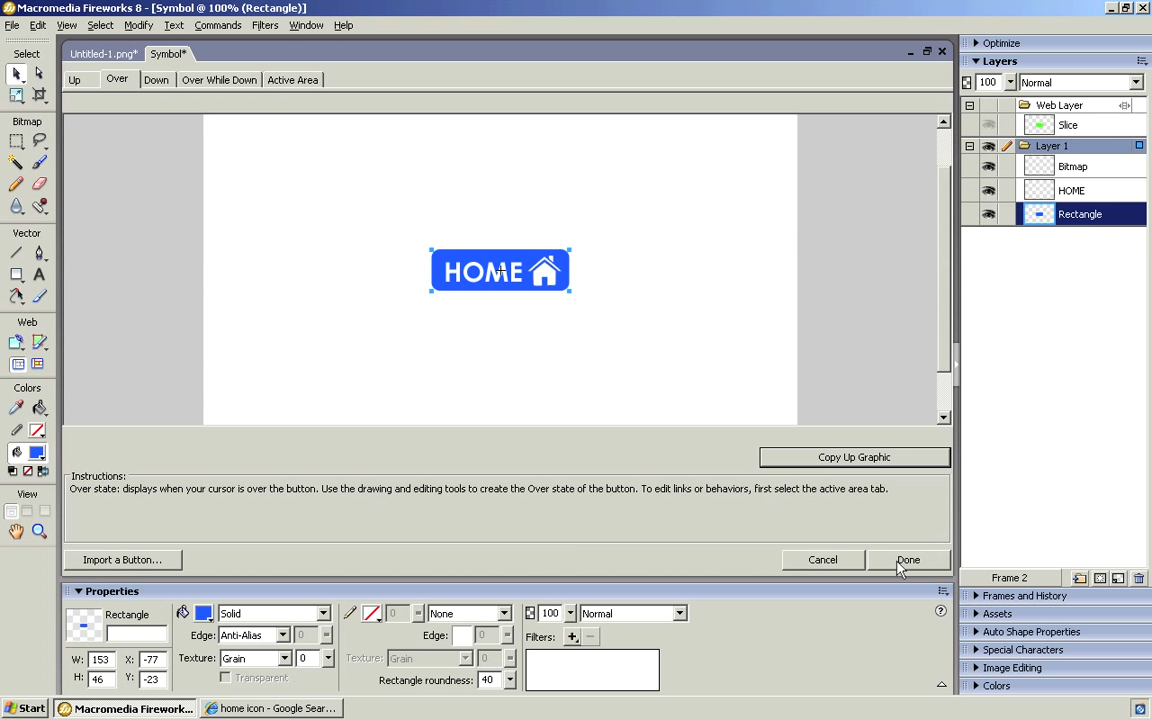 Macromedia Fireworks 8 - [Symbol @ 100% (Rectangle)]
File Edit View Select Modify Text Commands Filters Window Help
Select
Bitmap
Vector
Web
Colors
View
Untitled-1.png* Symbol*
Up Over Down Over While Down Active Area
HOME
Copy Up Graphic
Instructions:
Over state: displays when your cursor is over the button. Use the drawing and editing tools to create the Over state of the button. To edit links or behaviors, first select the active area tab.
Import a Button... Cancel Done
Properties
Rectangle Solid 0 None 100 Normal
Edge: Anti-Alias 0 Edge: 0 Filters:
W: 153 X: -77 Texture: Grain 0 Texture: Grain 0
H: 46 Y: -23 Transparent Rectangle roundness: 40
Optimize
Layers
100 Normal
Web Layer
Slice
Layer 1
Bitmap
HOME
Rectangle
Frame 2
Frames and History
Assets
Auto Shape Properties
Special Characters
Image Editing
Colors
Start Macromedia Firework... home icon - Google Sear...